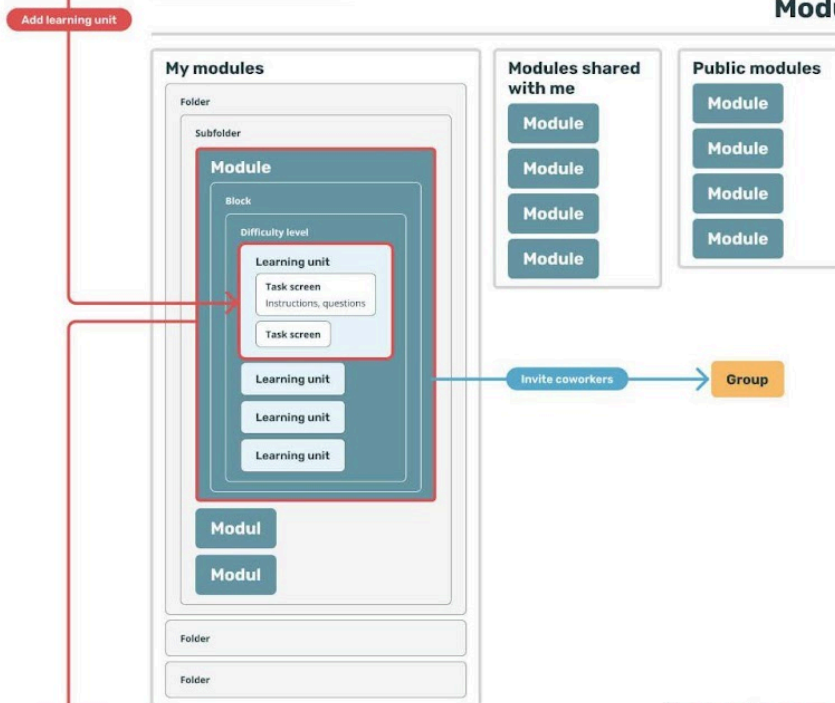 Add learning unit
Modu
My modules
Folder
Subfolder
Module
Block
Difficulty level
Learning unit
Task screen
Instructions, questions
Task screen
Learning unit
Learning unit
Learning unit
Modul
Modul
Folder
Folder
Modules shared
with me
Module
Module
Module
Module
Public modules
Module
Module
Module
Module
Invite coworkers
Group